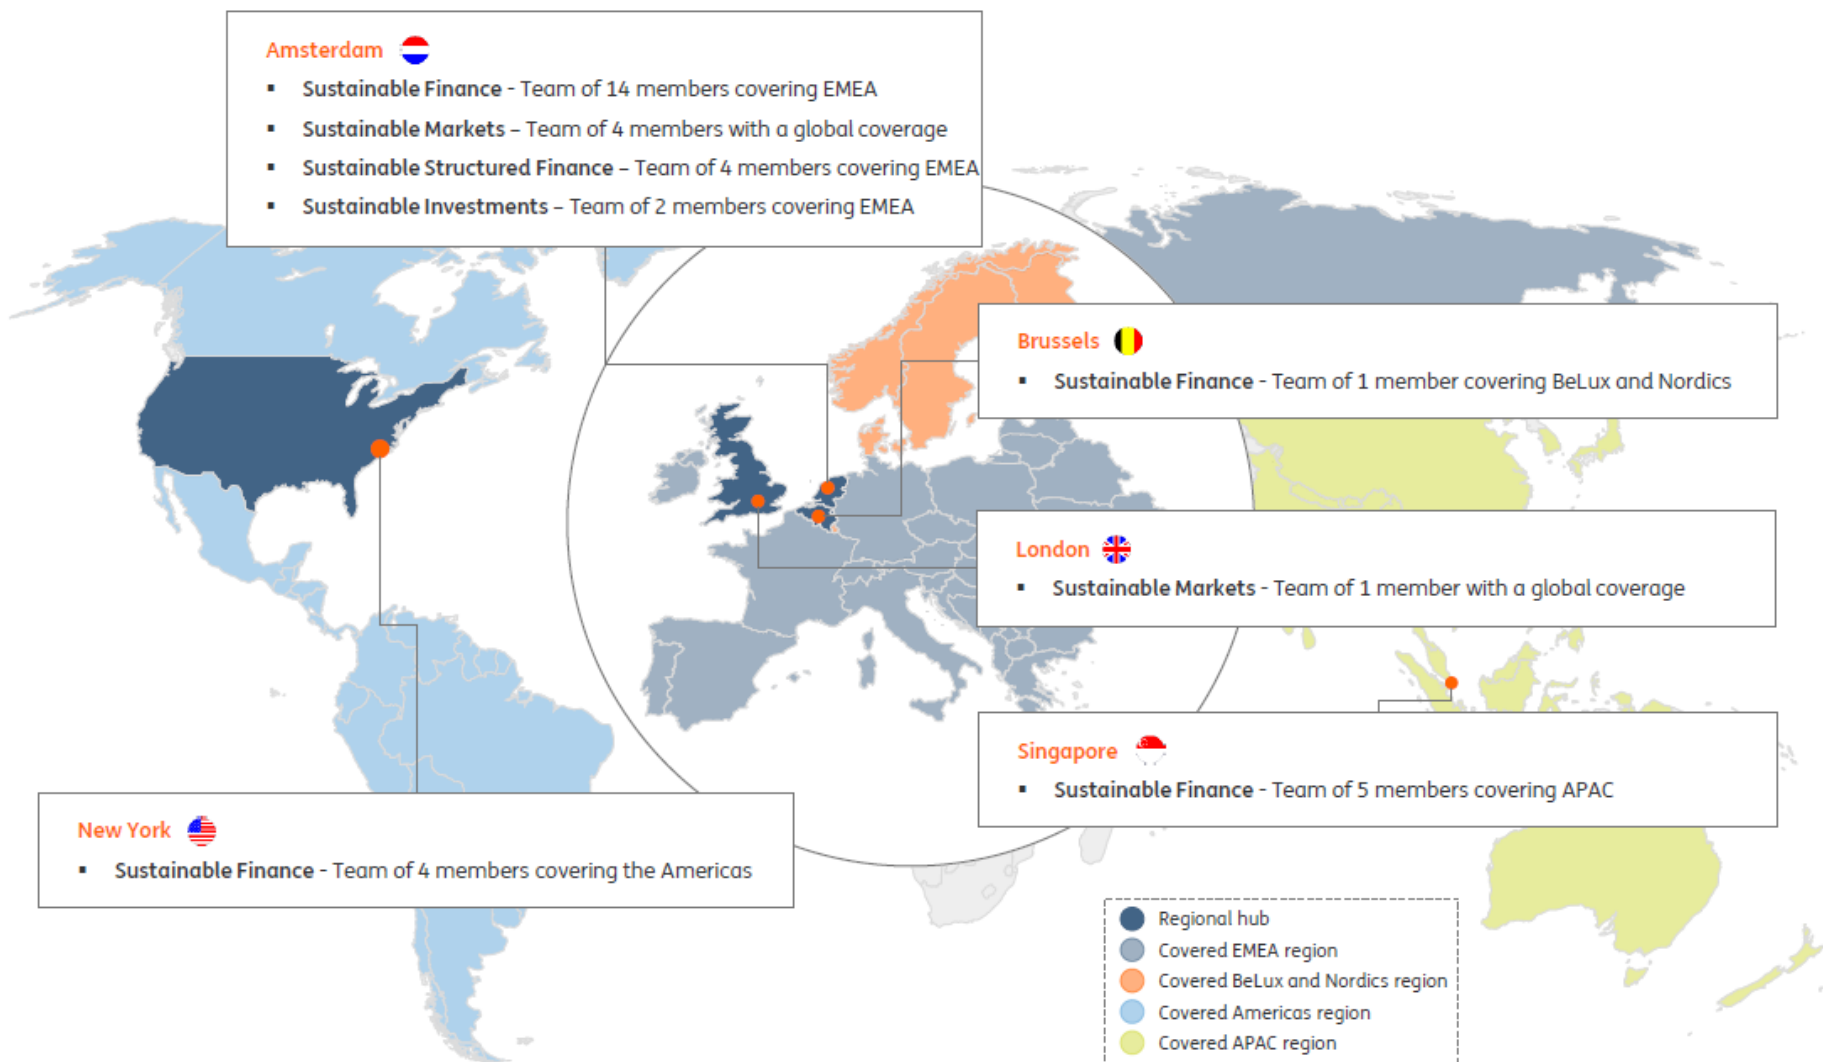 Amsterdam
▪ Sustainable Finance - Team of 14 members covering EMEA
▪ Sustainable Markets – Team of 4 members with a global coverage
▪ Sustainable Structured Finance – Team of 4 members covering EMEA
▪ Sustainable Investments – Team of 2 members covering EMEA
Brussels
▪ Sustainable Finance - Team of 1 member covering BeLux and Nordics
London
▪ Sustainable Markets - Team of 1 member with a global coverage
Singapore
▪ Sustainable Finance - Team of 5 members covering APAC
New York
▪ Sustainable Finance - Team of 4 members covering the Americas
Regional hub
Covered EMEA region
Covered BeLux and Nordics region
Covered Americas region
Covered APAC region